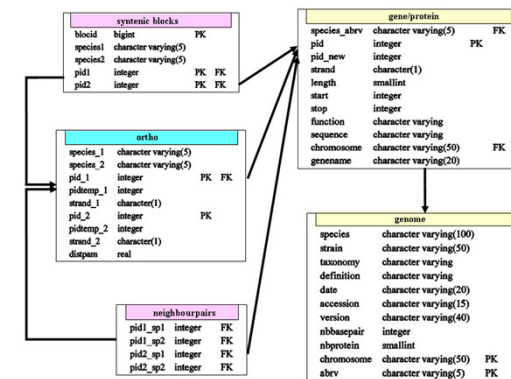 syntenic blocks
blocid bigint PK
species1 character varying(5)
species2 character varying(5)
pid1 integer PK FK
pid2 integer PK FK
ortho
species_1 character varying(5)
species_2 character varying(5)
pid_1 integer PK FK
pidtemp_1 integer
strand_1 character(1)
pid_2 integer PK
pidtemp_2 integer
strand_2 character(1)
distpam real
neighbourpairs
pid1_sp1 integer FK
pid1_sp2 integer FK
pid2_sp1 integer FK
pid2_sp2 integer FK
gene/protein
species_abrv character varying(5) FK
pid integer PK
pid_new integer
strand character(1)
length smallint
start integer
stop integer
function character varying
sequence character varying
chromosome character varying(50) FK
genename character varying(20)
genome
species character varying(100)
strain character varying(50)
taxonomy character varying
definition character varying
date character varying(20)
accession character varying(15)
version character varying(40)
nbbasepair integer
nbprotein smallint
chromosome character varying(50) PK
abrv character varying(5) PK